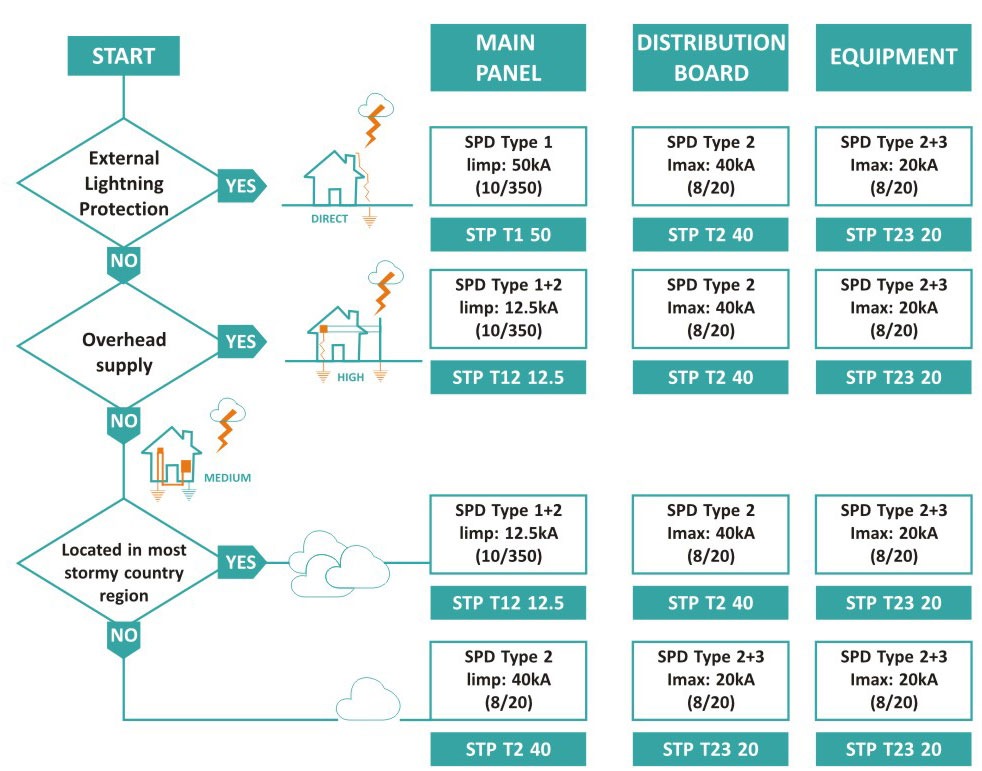 START
MAIN
PANEL
DISTRIBUTION
BOARD
EQUIPMENT
External
Lightning
Protection
YES
DIRECT
SPD Type 1
limp: 50kA
(10/350)
STP T1 50
SPD Type 2
Imax: 40kA
(8/20)
STP T2 40
SPD Type 2+3
Imax: 20kA
(8/20)
STP T23 20
NO
Overhead
supply
YES
HIGH
SPD Type 1+2
limp: 12.5kA
(10/350)
STP T12 12.5
SPD Type 2
Imax: 40kA
(8/20)
STP T2 40
SPD Type 2+3
Imax: 20kA
(8/20)
STP T23 20
NO
MEDIUM
Located in most
stormy country
region
YES
SPD Type 1+2
limp: 12.5kA
(10/350)
STP T12 12.5
SPD Type 2
Imax: 40kA
(8/20)
STP T2 40
SPD Type 2+3
Imax: 20kA
(8/20)
STP T23 20
NO
SPD Type 2
limp: 40kA
(8/20)
STP T2 40
SPD Type 2+3
Imax: 20kA
(8/20)
STP T23 20
SPD Type 2+3
Imax: 20kA
(8/20)
STP T23 20